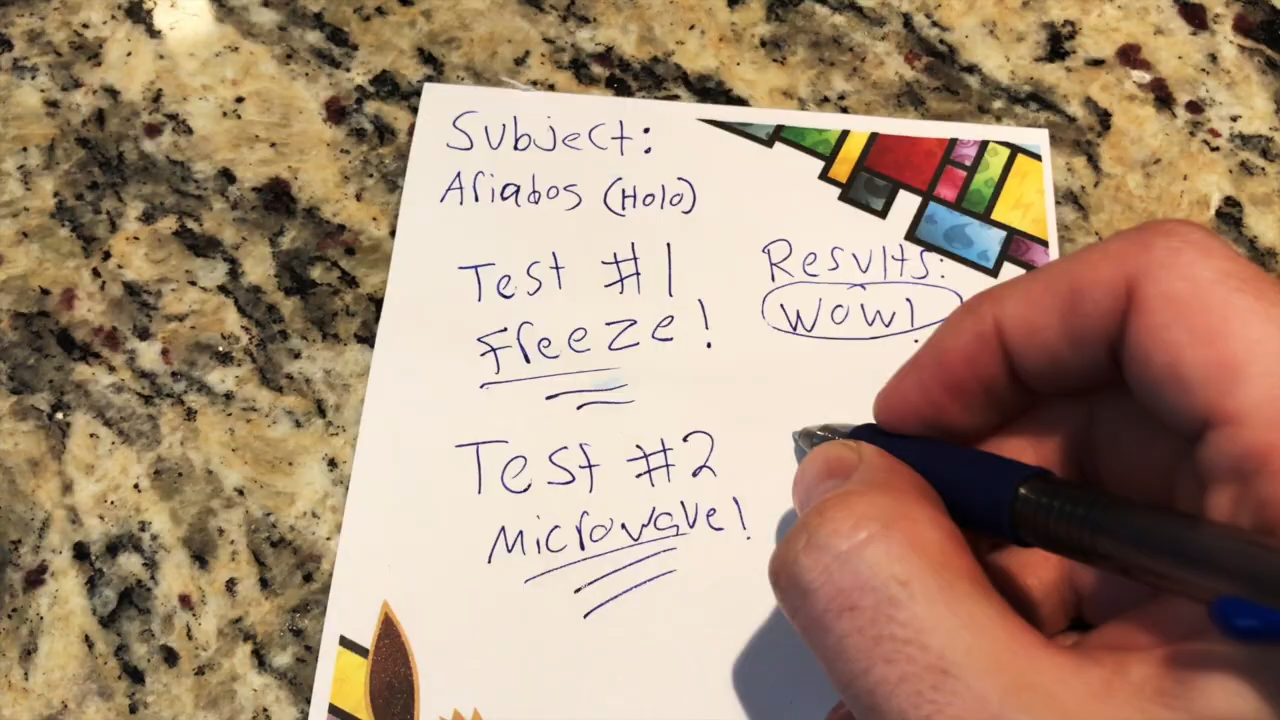 Subject:
Ariados (Holo)
Test #1
Freeze!
Results:
WOW!
Test #2
Microwave!